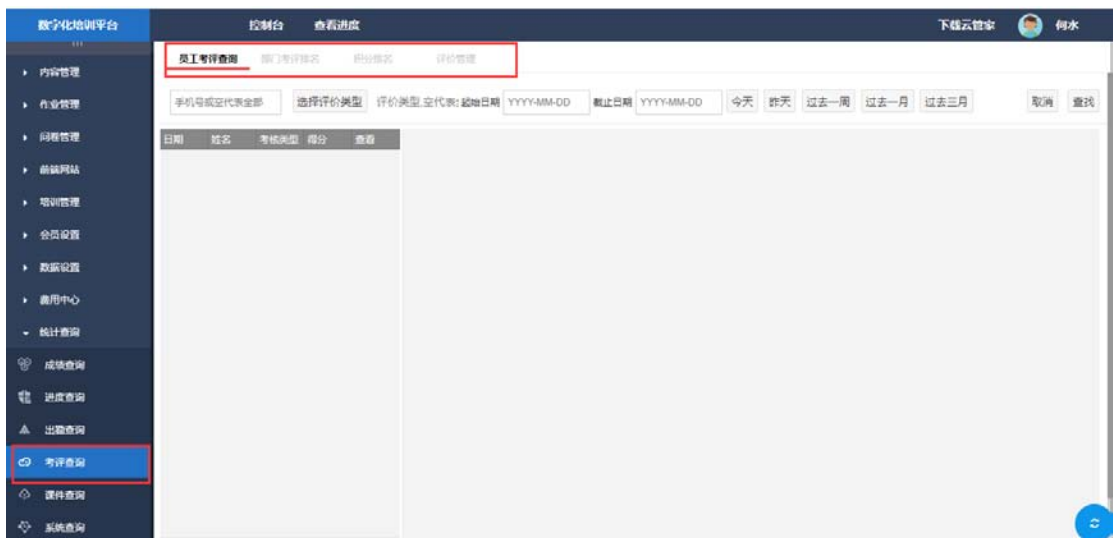 数字化培训平台 控制台 查看进度 下载云管家 何水
员工考评查询 部门考评排名 积分排名 评价管理
手机号或空代表全部 选择评价类型 评价类型,空代表: 起始日期 YYYY-MM-DD 截止日期 YYYY-MM-DD 今天 昨天 过去一周 过去一月 过去三月 取消 查找
日期 姓名 考核类型 得分 查看
内容管理
作业管理
问卷管理
前端网站
培训管理
会员设置
数据设置
费用中心
统计查询
成绩查询
进度查询
出勤查询
考评查询
课件查询
系统查询